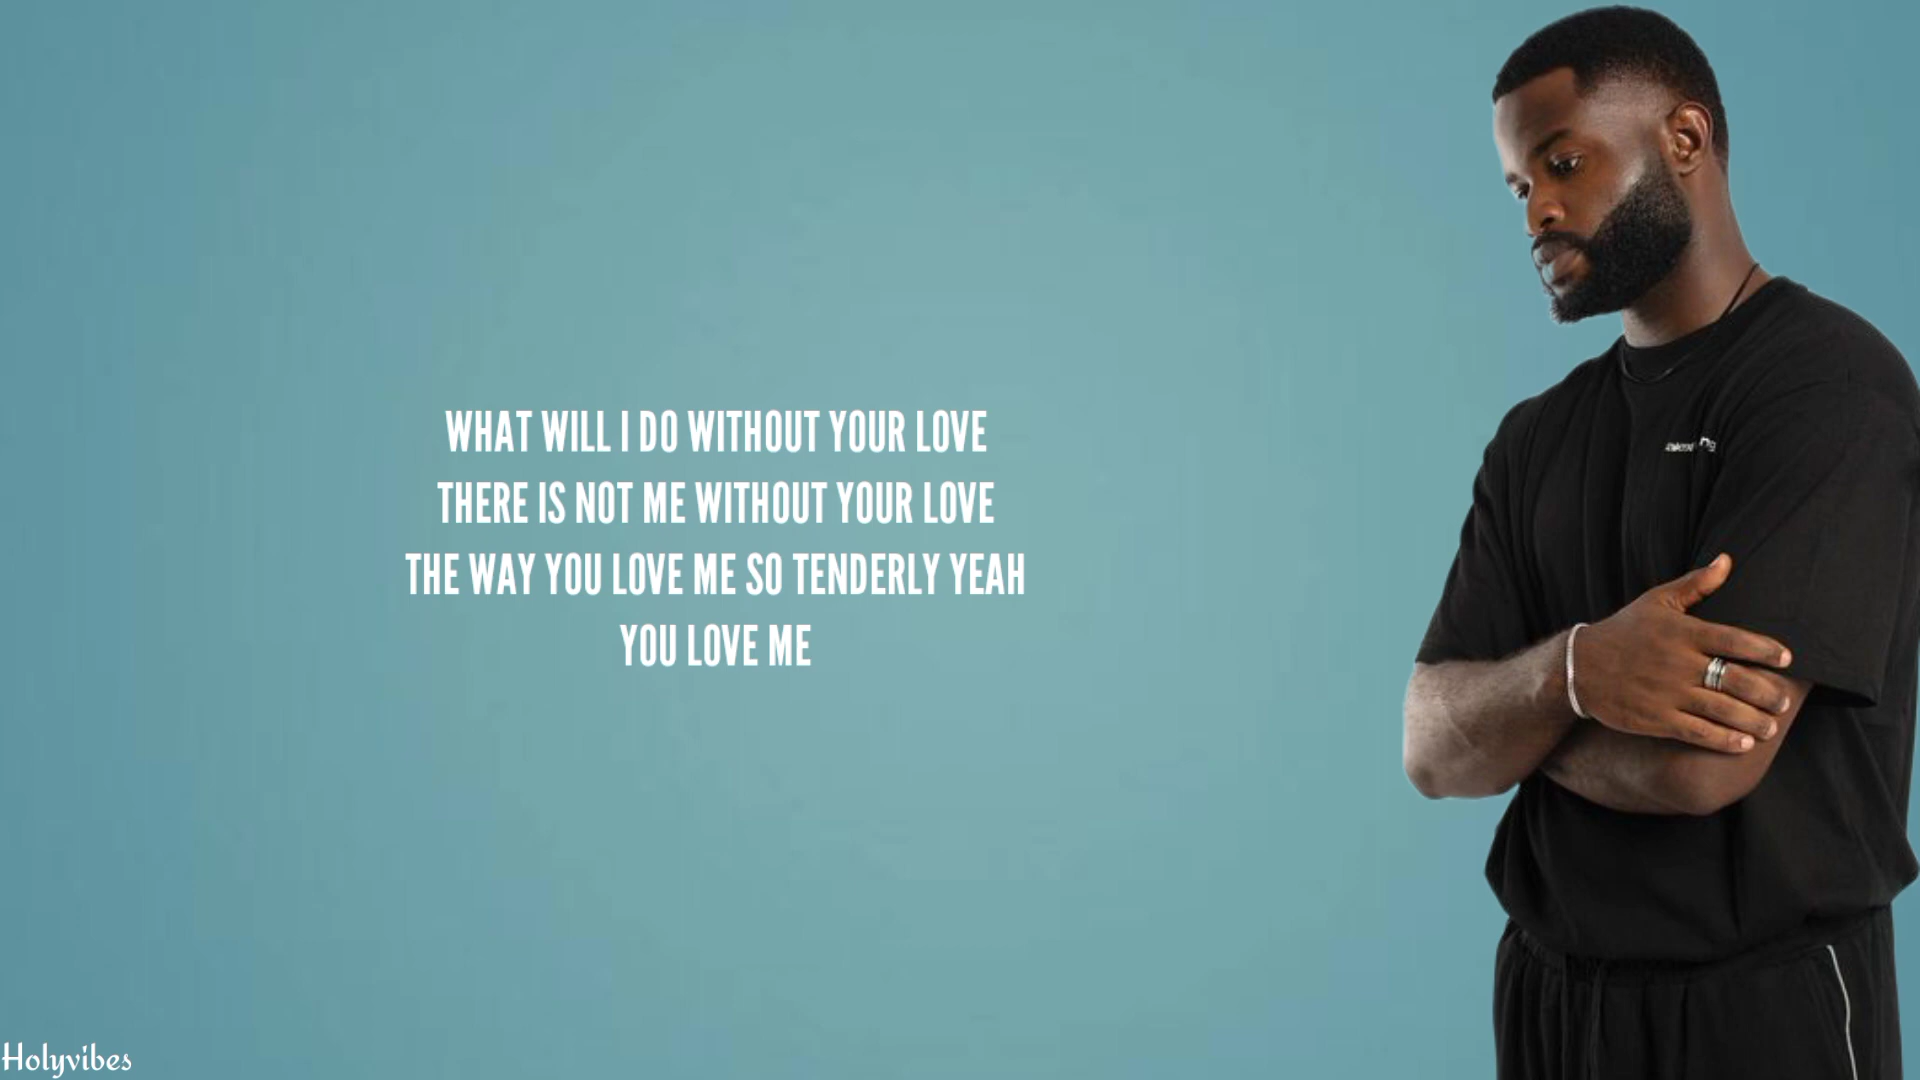 WHAT WILL I DO WITHOUT YOUR LOVE
THERE IS NOT ME WITHOUT YOUR LOVE
THE WAY YOU LOVE ME SO TENDERLY YEAH
YOU LOVE ME
Holyvibes